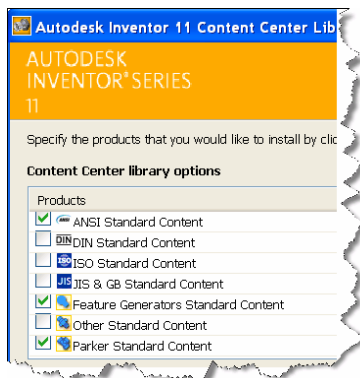 Autodesk Inventor 11 Content Center Lib
AUTODESK
INVENTOR® SERIES
11
Specify the products that you would like to install by clic
Content Center library options
Products
ANSI Standard Content
DIN DIN Standard Content
ISO ISO Standard Content
JIS JIS & GB Standard Content
Feature Generators Standard Content
Other Standard Content
Parker Standard Content